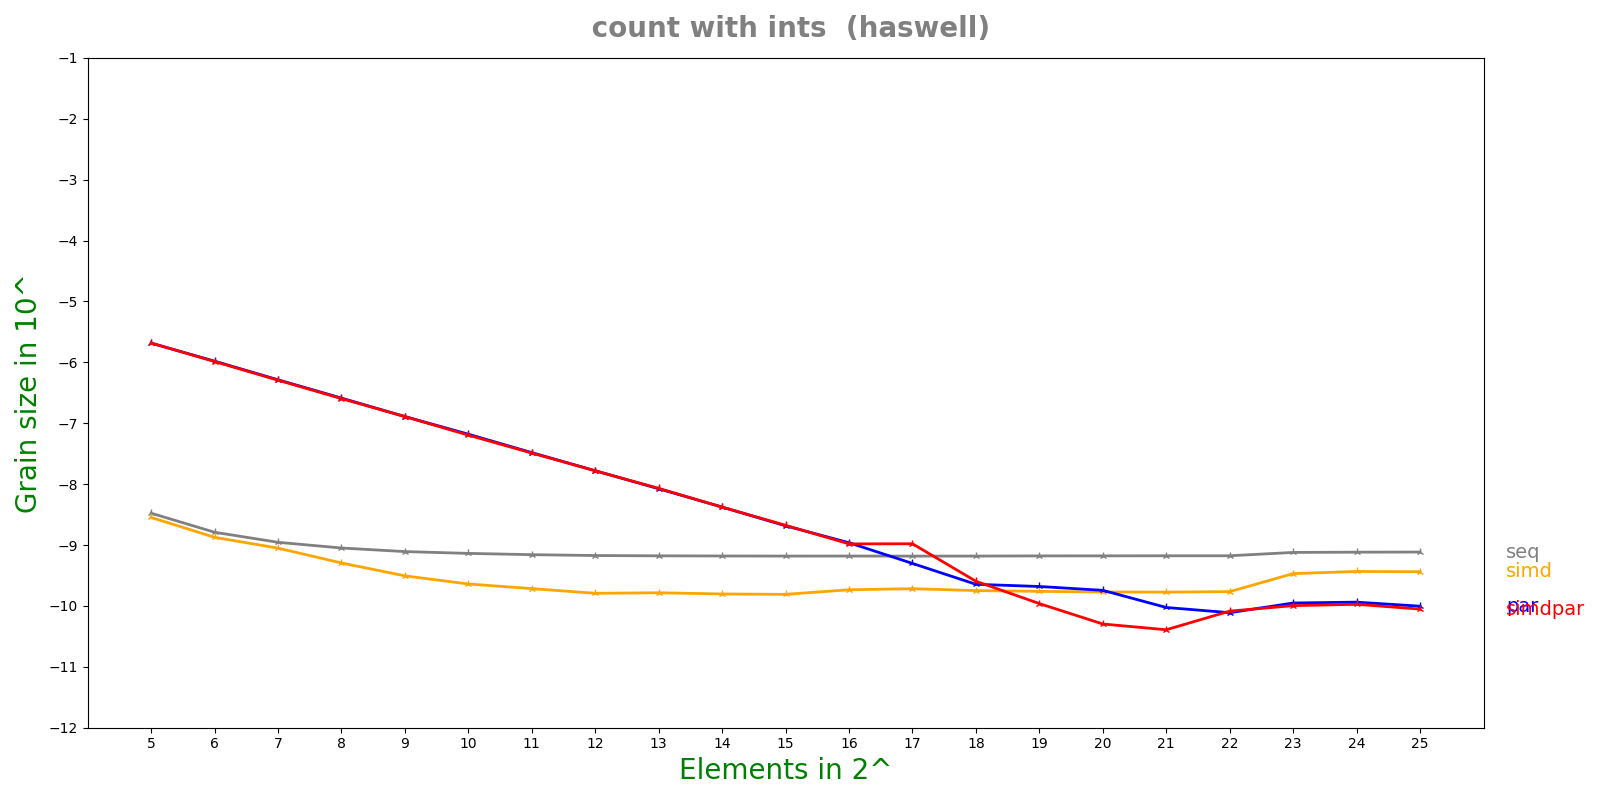 count with ints  (haswell)
Grain size in 10^
−1
−2
−3
−4
−5
−6
−7
−8
−9
−10
−11
−12
seq
simd
par
simdpar
5 6 7 8 9 10 11 12 13 14 15 16 17 18 19 20 21 22 23 24 25
Elements in 2^